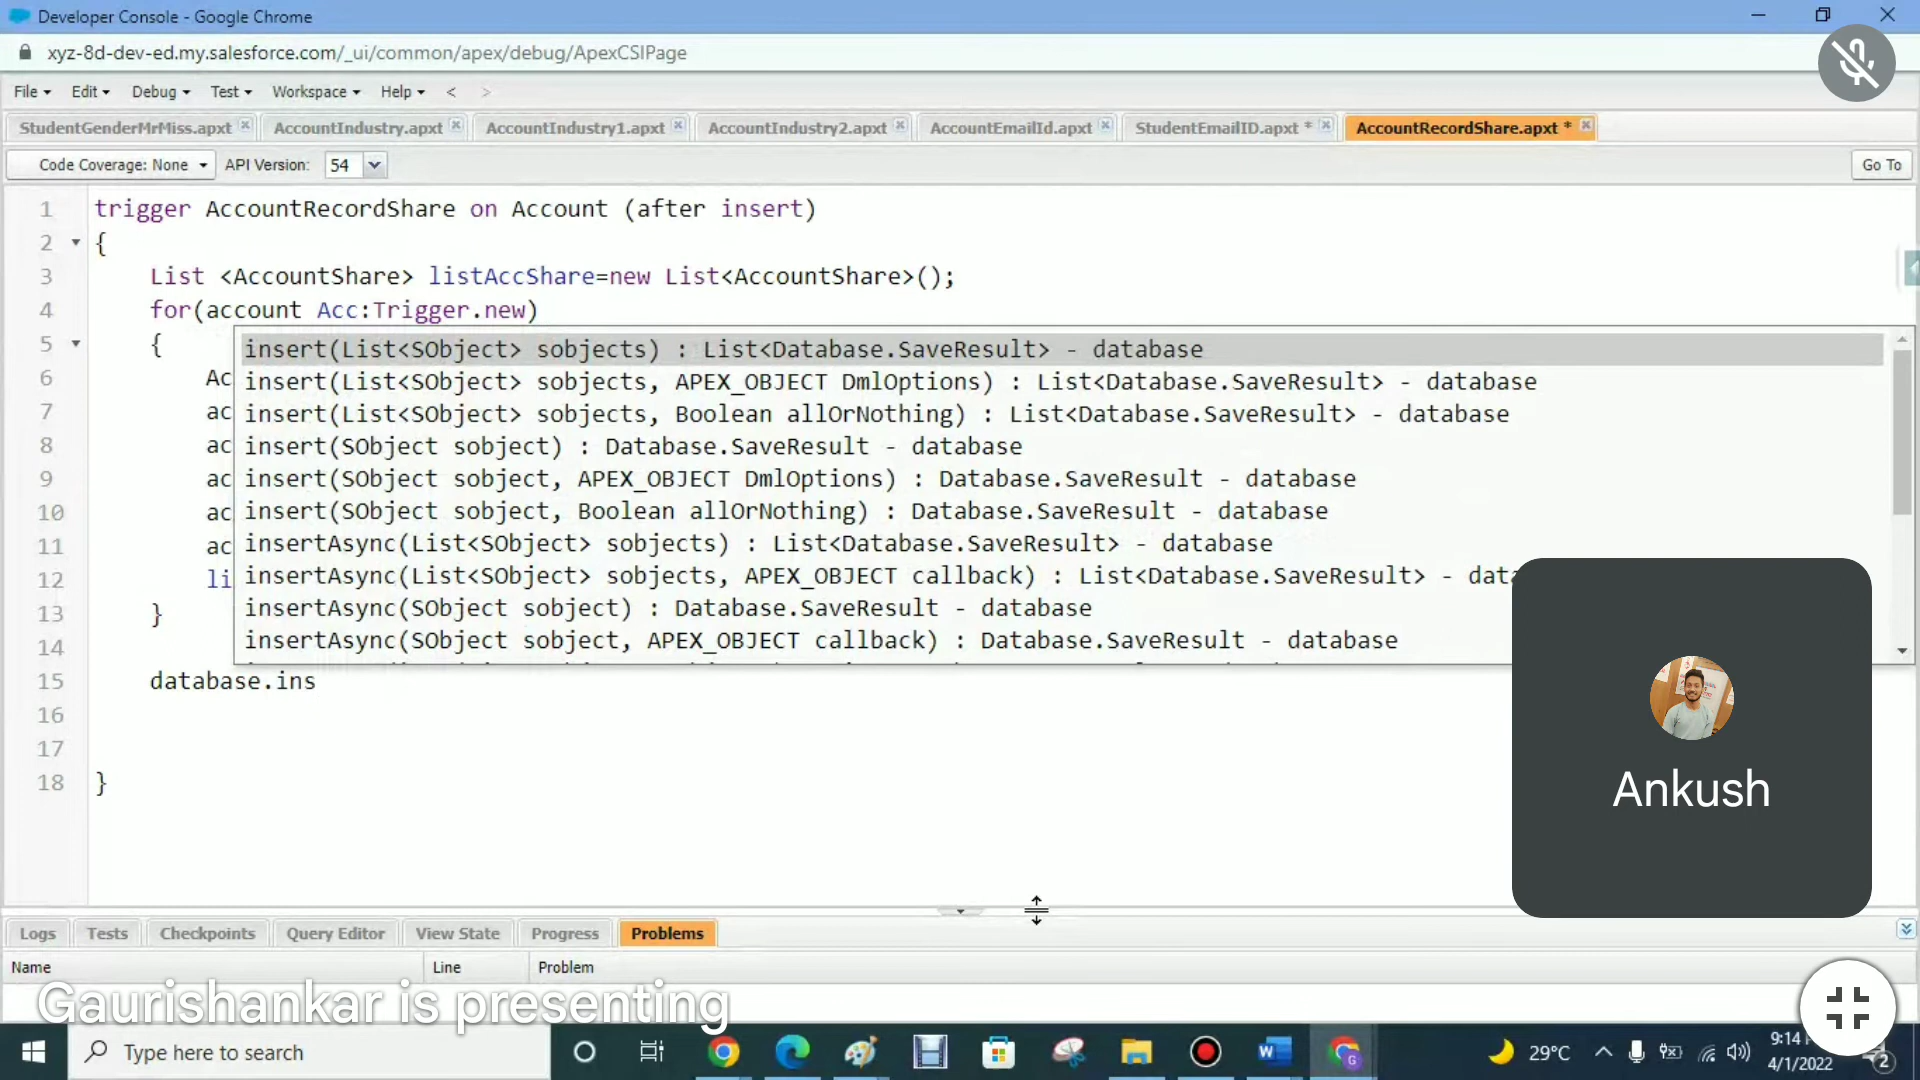 Developer Console - Google Chrome
xyz-8d-dev-ed.my.salesforce.com/_ui/common/apex/debug/ApexCSIPage
File Edit Debug Test Workspace Help < >
StudentGenderMrMiss.apxt AccountIndustry.apxt AccountIndustry1.apxt AccountIndustry2.apxt AccountEmailId.apxt StudentEmailID.apxt * AccountRecordShare.apxt *
Code Coverage: None API Version: 54 Go To
1 trigger AccountRecordShare on Account (after insert)
2 {
3 List <AccountShare> listAccShare=new List<AccountShare>();
4 for(account Acc:Trigger.new)
5 {
insert(List<SObject> sobjects) : List<Database.SaveResult> - database
6 Ac
insert(List<SObject> sobjects, APEX_OBJECT DmlOptions) : List<Database.SaveResult> - database
7 ac
insert(List<SObject> sobjects, Boolean allOrNothing) : List<Database.SaveResult> - database
8 ac
insert(SObject sobject) : Database.SaveResult - database
9 ac
insert(SObject sobject, APEX_OBJECT DmlOptions) : Database.SaveResult - database
10 ac
insert(SObject sobject, Boolean allOrNothing) : Database.SaveResult - database
11 ac
insertAsync(List<SObject> sobjects) : List<Database.SaveResult> - database
12 li
insertAsync(List<SObject> sobjects, APEX_OBJECT callback) : List<Database.SaveResult> - data
13 }
insertAsync(SObject sobject) : Database.SaveResult - database
14
insertAsync(SObject sobject, APEX_OBJECT callback) : Database.SaveResult - database
15 database.ins
16
17
18 }
Ankush
Logs Tests Checkpoints Query Editor View State Progress Problems
Name Line Problem
Gaurishankar is presenting
Type here to search
29°C
9:14
4/1/2022
2